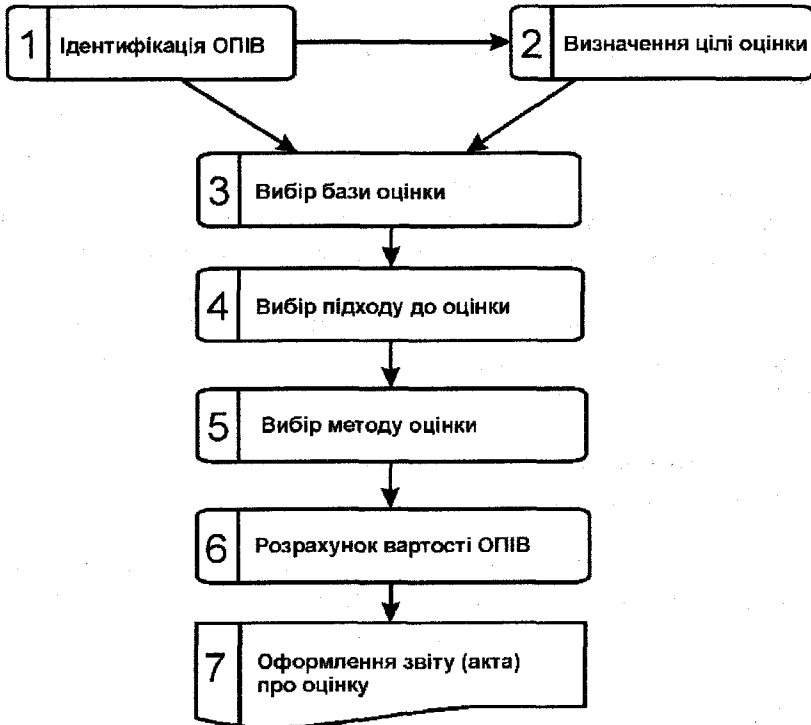 1 Ідентифікація ОПІВ
2 Визначення цілі оцінки
3 Вибір бази оцінки
4 Вибір підходу до оцінки
5 Вибір методу оцінки
6 Розрахунок вартості ОПІВ
7 Оформлення звіту (акта)
про оцінку